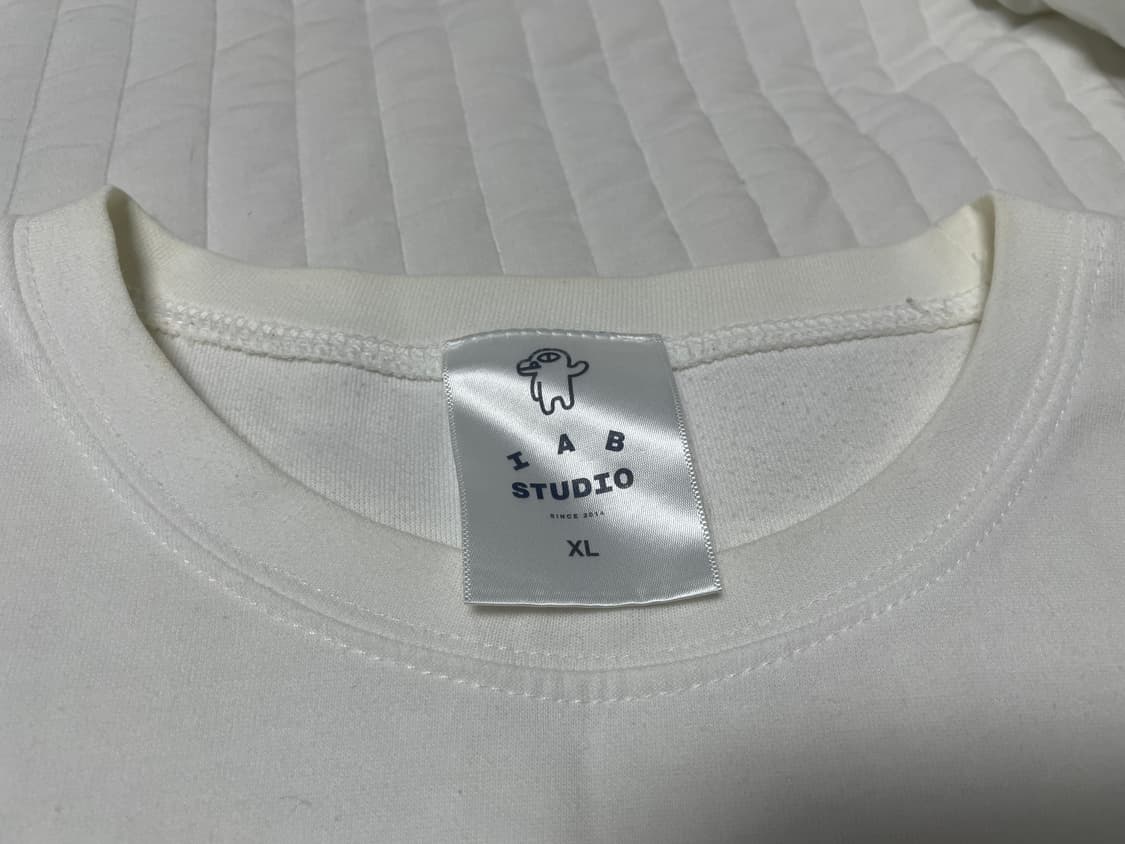 I A B
STUDIO
SINCE 2014
XL